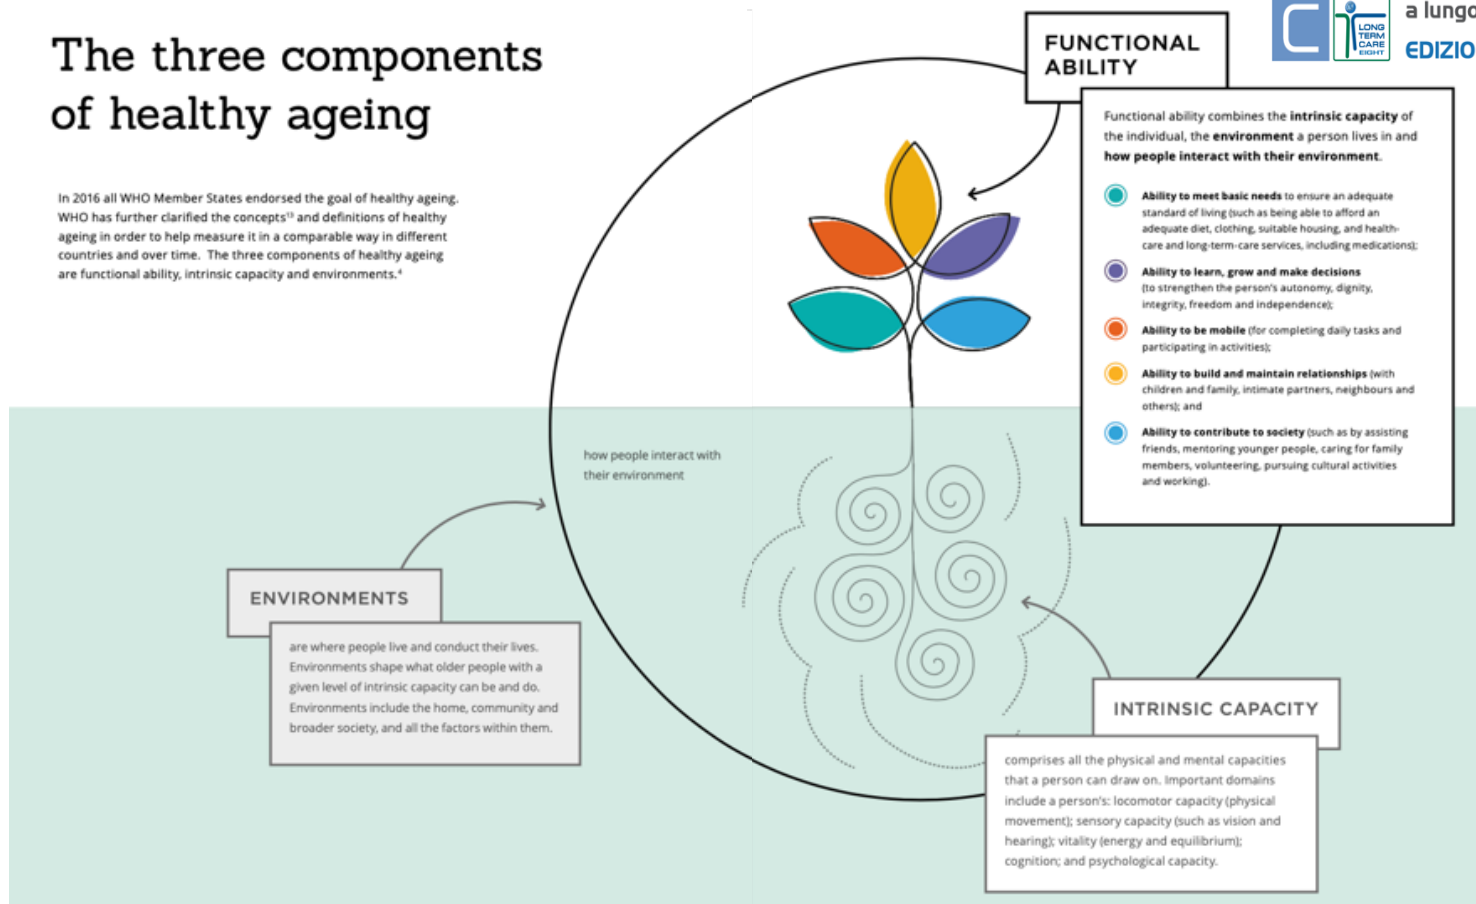 The three components
of healthy ageing
In 2016 all WHO Member States endorsed the goal of healthy ageing.
WHO has further clarified the concepts¹³ and definitions of healthy
ageing in order to help measure it in a comparable way in different
countries and over time. The three components of healthy ageing
are functional ability, intrinsic capacity and environments.⁴
LONG
TERM
CARE
EIGHT
a lungo
EDIZIO
FUNCTIONAL
ABILITY
Functional ability combines the intrinsic capacity of
the individual, the environment a person lives in and
how people interact with their environment.
Ability to meet basic needs to ensure an adequate
standard of living (such as being able to afford an
adequate diet, clothing, suitable housing, and health-
care and long-term-care services, including medications);
Ability to learn, grow and make decisions
(to strengthen the person's autonomy, dignity,
integrity, freedom and independence);
Ability to be mobile (for completing daily tasks and
participating in activities);
Ability to build and maintain relationships (with
children and family, intimate partners, neighbours and
others); and
Ability to contribute to society (such as by assisting
friends, mentoring younger people, caring for family
members, volunteering, pursuing cultural activities
and working).
how people interact with
their environment
ENVIRONMENTS
are where people live and conduct their lives.
Environments shape what older people with a
given level of intrinsic capacity can be and do.
Environments include the home, community and
broader society, and all the factors within them.
INTRINSIC CAPACITY
comprises all the physical and mental capacities
that a person can draw on. Important domains
include a person's: locomotor capacity (physical
movement); sensory capacity (such as vision and
hearing); vitality (energy and equilibrium);
cognition; and psychological capacity.